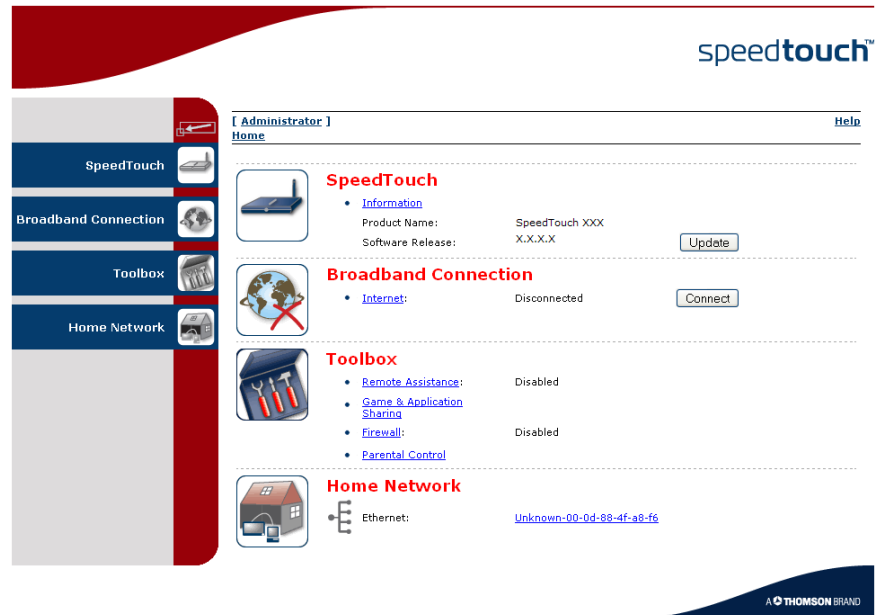 speedtouch™
[ Administrator ]
Help
Home
SpeedTouch
Broadband Connection
Toolbox
Home Network
SpeedTouch
Information
Product Name: SpeedTouch XXX
Software Release: X.X.X.X Update
Broadband Connection
Internet: Disconnected Connect
Toolbox
Remote Assistance: Disabled
Game & Application
Sharing
Firewall: Disabled
Parental Control
Home Network
Ethernet: Unknown-00-0d-88-4f-a8-f6
A THOMSON BRAND